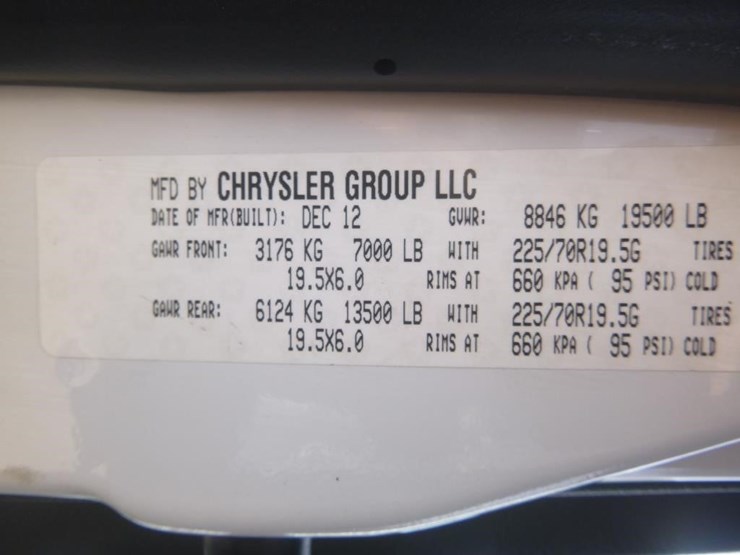 MFD BY CHRYSLER GROUP LLC
DATE OF MFR(BUILT): DEC 12 GVWR: 8846 KG 19500 LB
GAWR FRONT: 3176 KG 7000 LB WITH 225/70R19.5G TIRES
19.5X6.0 RIMS AT 660 KPA ( 95 PSI) COLD
GAWR REAR: 6124 KG 13500 LB WITH 225/70R19.5G TIRES
19.5X6.0 RIMS AT 660 KPA ( 95 PSI) COLD